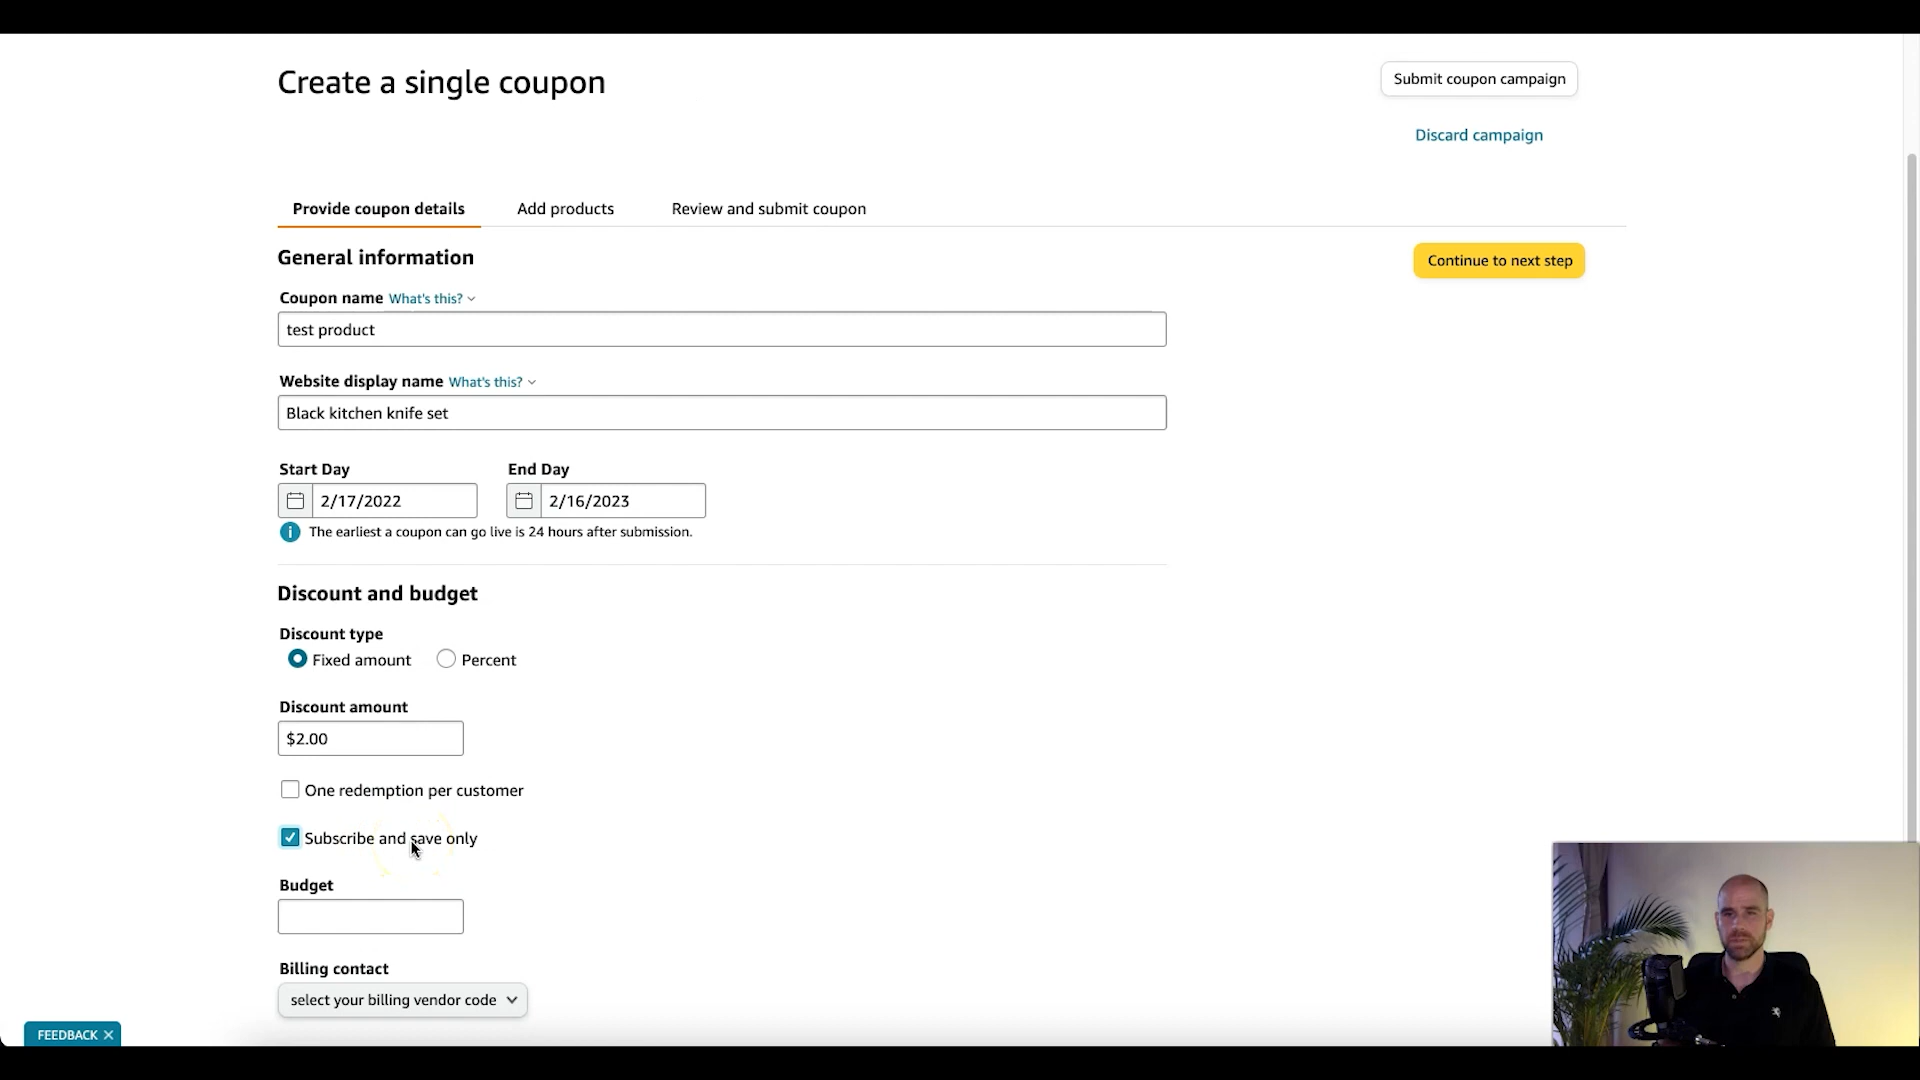 Create a single coupon
Submit coupon campaign
Discard campaign
Provide coupon details
Add products
Review and submit coupon
General information
Continue to next step
Coupon name What's this?
test product
Website display name What's this?
Black kitchen knife set
Start Day
End Day
2/17/2022
2/16/2023
The earliest a coupon can go live is 24 hours after submission.
Discount and budget
Discount type
Fixed amount
Percent
Discount amount
$2.00
One redemption per customer
Subscribe and save only
Budget
Billing contact
select your billing vendor code
FEEDBACK